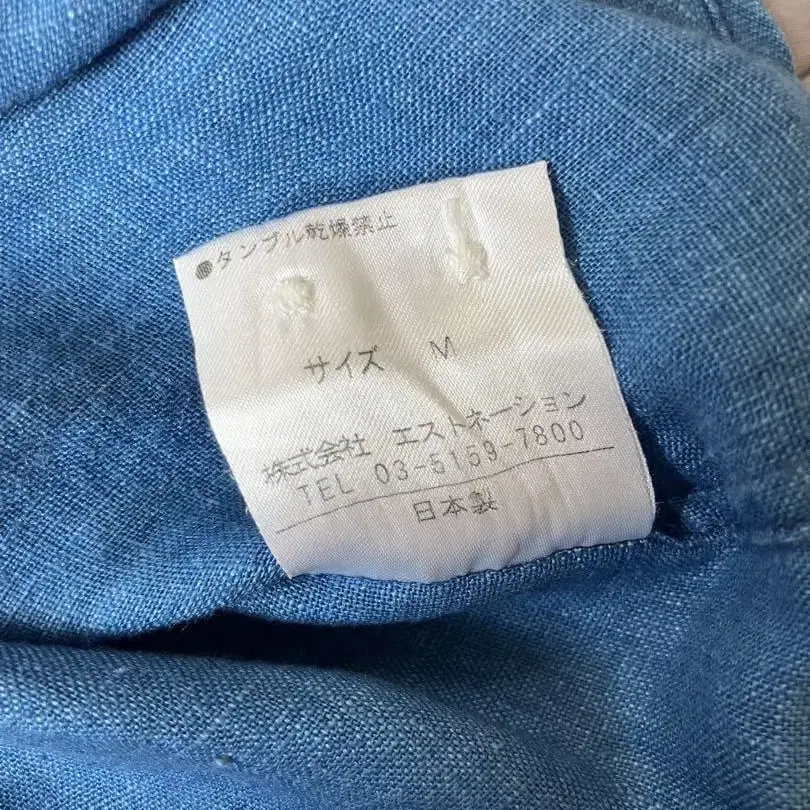 ●タンブル乾燥禁止
サイズ M
株式会社 エストネーション
TEL 03-5159-7800
日本製